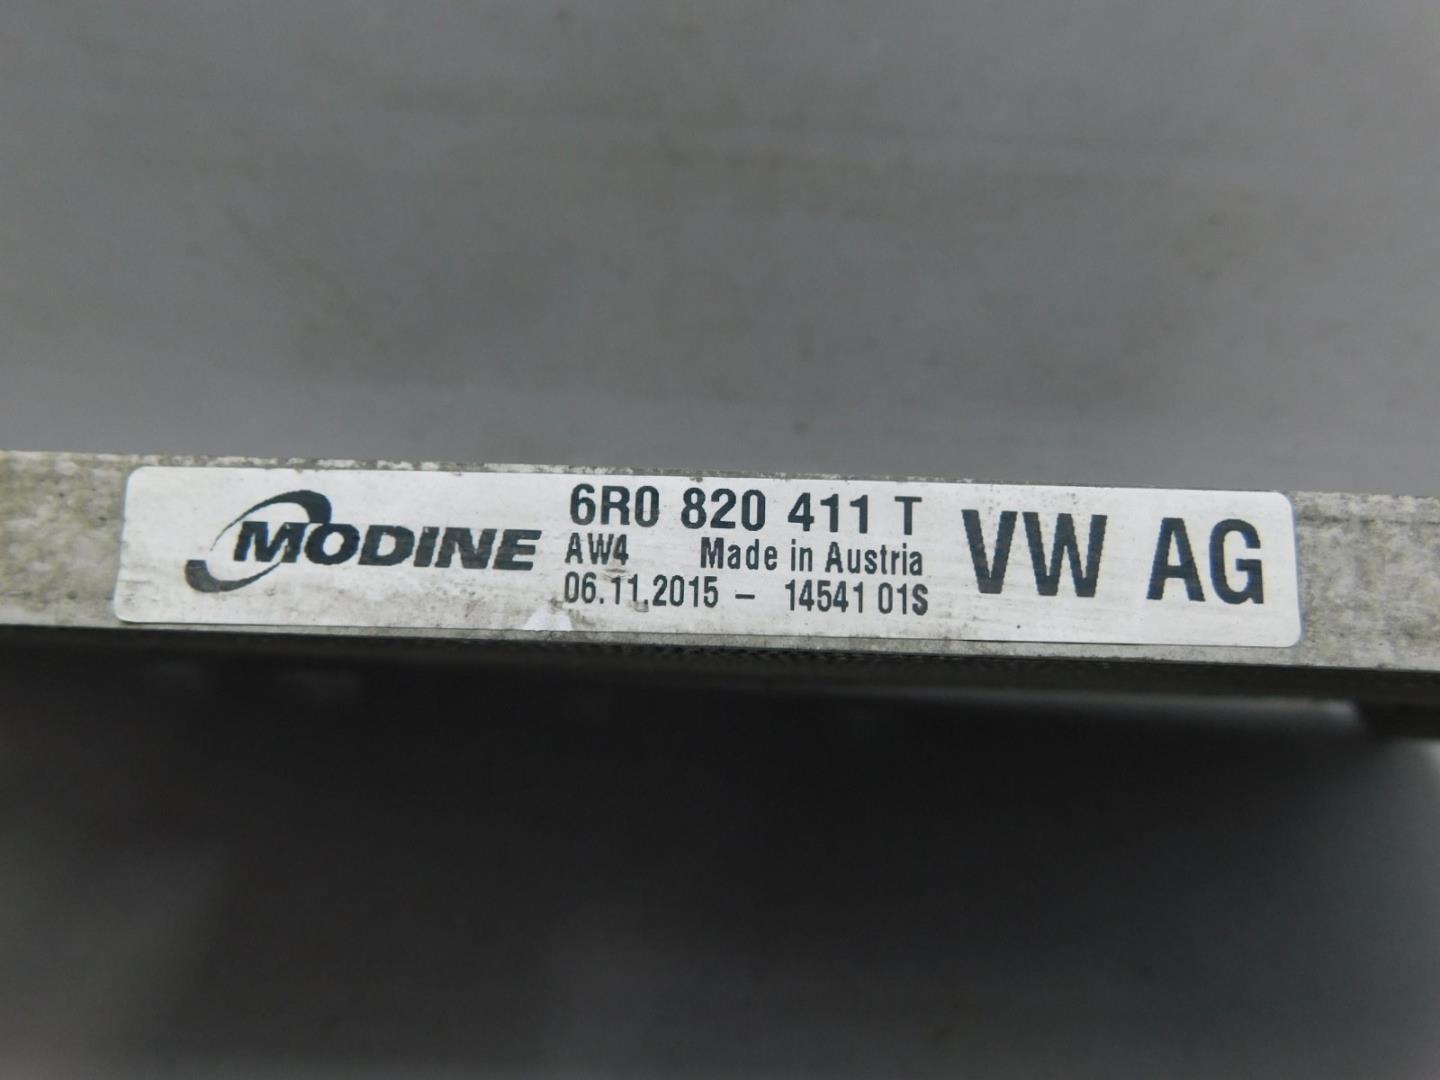 MODINE
6R0 820 411 T
AW4 Made in Austria
06.11.2015 – 14541 01S
VW AG